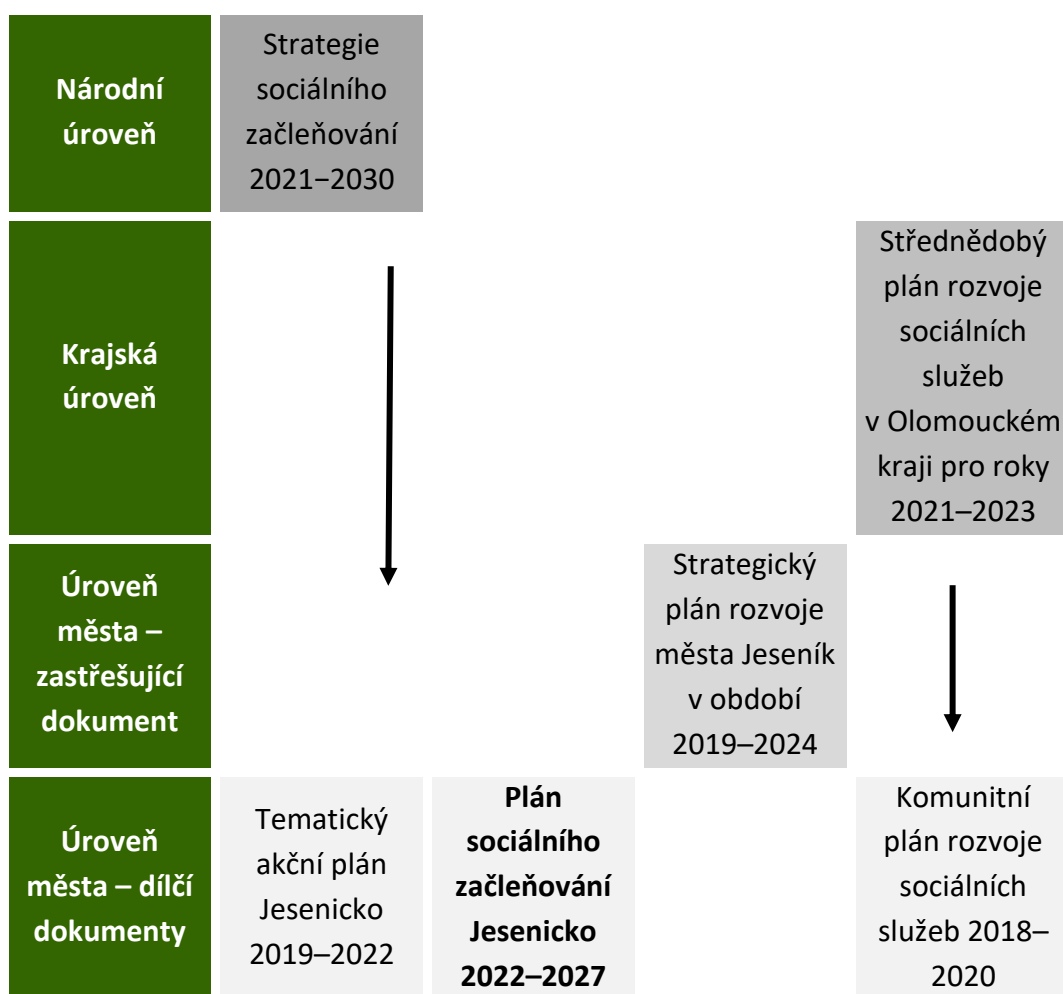 Národní
úroveň
Strategie
sociálního
začleňování
2021–2030
Krajská
úroveň
Střednědobý
plán rozvoje
sociálních
služeb
v Olomouckém
kraji pro roky
2021–2023
Úroveň
města –
zastřešující
dokument
Strategický
plán rozvoje
města Jeseník
v období
2019–2024
Úroveň
města – dílčí
dokumenty
Tematický
akční plán
Jesenicko
2019–2022
Plán
sociálního
začleňování
Jesenicko
2022–2027
Komunitní
plán rozvoje
sociálních
služeb 2018–
2020